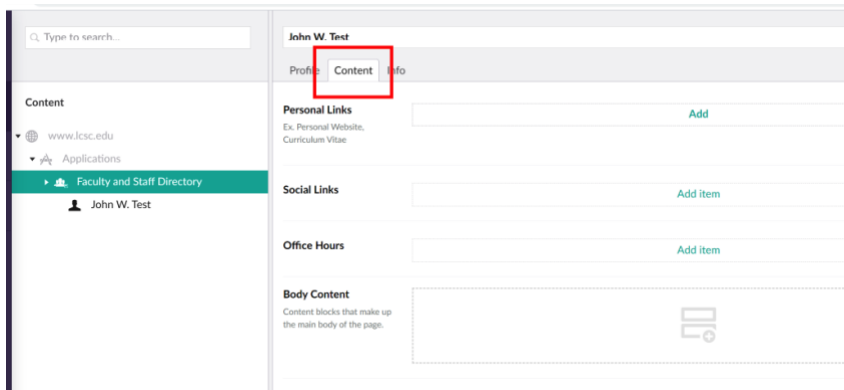 Type to search...
John W. Test
Profile Content Info
Content
www.lcsc.edu
Applications
Faculty and Staff Directory
John W. Test
Personal Links
Ex. Personal Website,
Curriculum Vitae
Add
Social Links
Add item
Office Hours
Add item
Body Content
Content blocks that make up
the main body of the page.